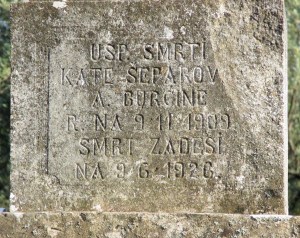 USP. SMRTI
KATE ŠEPAROV
A. BURČINE
R. NA 9 11 1909
SMRT ZADESI
NA 9 6 1926.